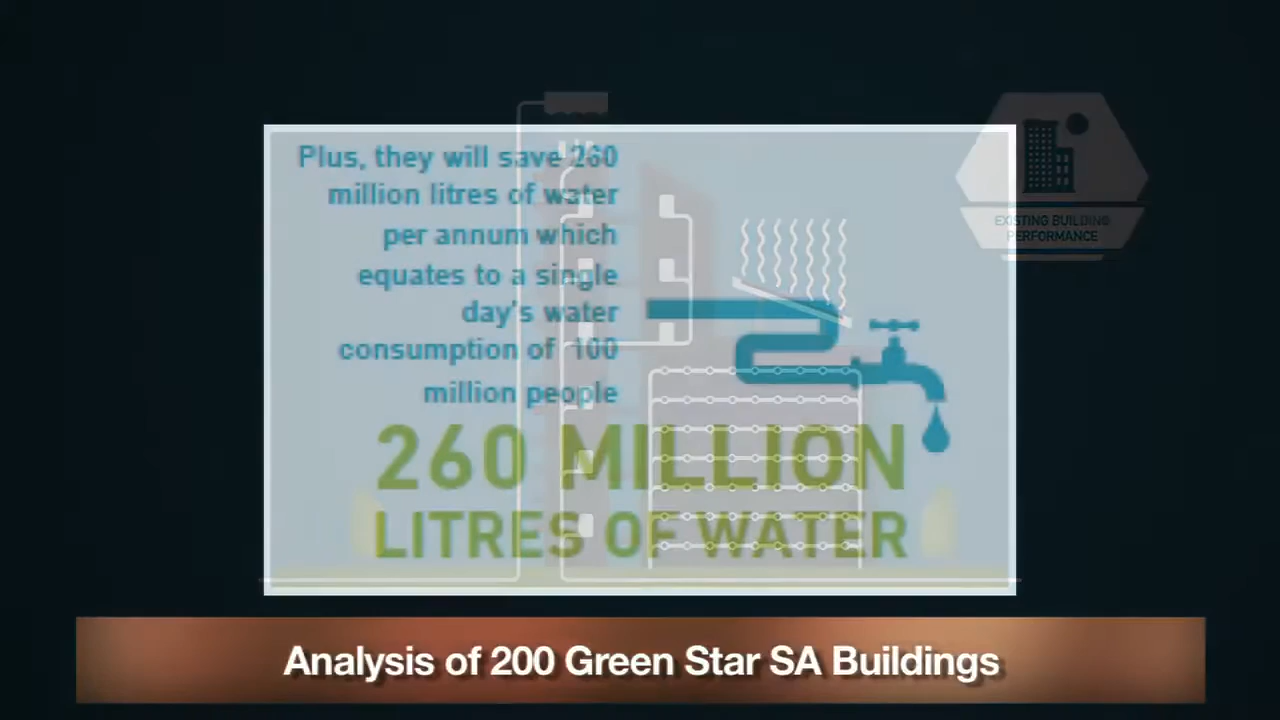 Plus, they will save 260
million litres of water
per annum which
equates to a single
day's water
consumption of 100
million people
260 MILLION
LITRES OF WATER
EXISTING BUILDING
PERFORMANCE
Analysis of 200 Green Star SA Buildings